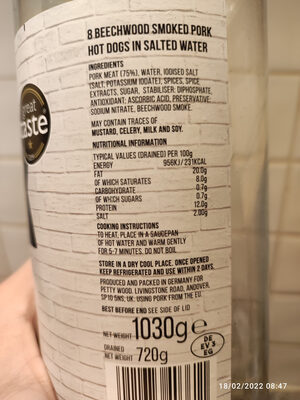 8 BEECHWOOD SMOKED PORK
HOT DOGS IN SALTED WATER
INGREDIENTS
PORK MEAT (75%), WATER, IODISED SALT
(SALT, POTASSIUM IODATE), SPICES, SPICE
EXTRACTS, SUGAR, STABILISER: DIPHOSPHATE,
ANTIOXIDANT: ASCORBIC ACID, PRESERVATIVE:
SODIUM NITRATE, BEECHWOOD SMOKE.
MAY CONTAIN TRACES OF
MUSTARD, CELERY, MILK AND SOY.
NUTRITIONAL INFORMATION
TYPICAL VALUES (DRAINED) PER 100g
ENERGY 956KJ/231KCAL
FAT 20.0g
OF WHICH SATURATES 8.0g
CARBOHYDRATE 0.7g
OF WHICH SUGARS 0.7g
PROTEIN 12.0g
SALT 2.00g
COOKING INSTRUCTIONS
TO HEAT, PLACE IN A SAUCEPAN
OF HOT WATER AND WARM GENTLY
FOR 5-7 MINUTES. DO NOT BOIL.
STORE IN A DRY COOL PLACE. ONCE OPENED
KEEP REFRIGERATED AND USE WITHIN 2 DAYS.
PRODUCED AND PACKED IN GERMANY FOR
PETTY WOOD, LIVINGSTONE ROAD, ANDOVER,
SP10 5NS; UK; USING PORK FROM THE EU.
BEST BEFORE END SEE SIDE OF LID
NET WEIGHT 1030g e
DRAINED
NET WEIGHT 720g
DE
EV 3
EG
great
taste
18/02/2022 08:47